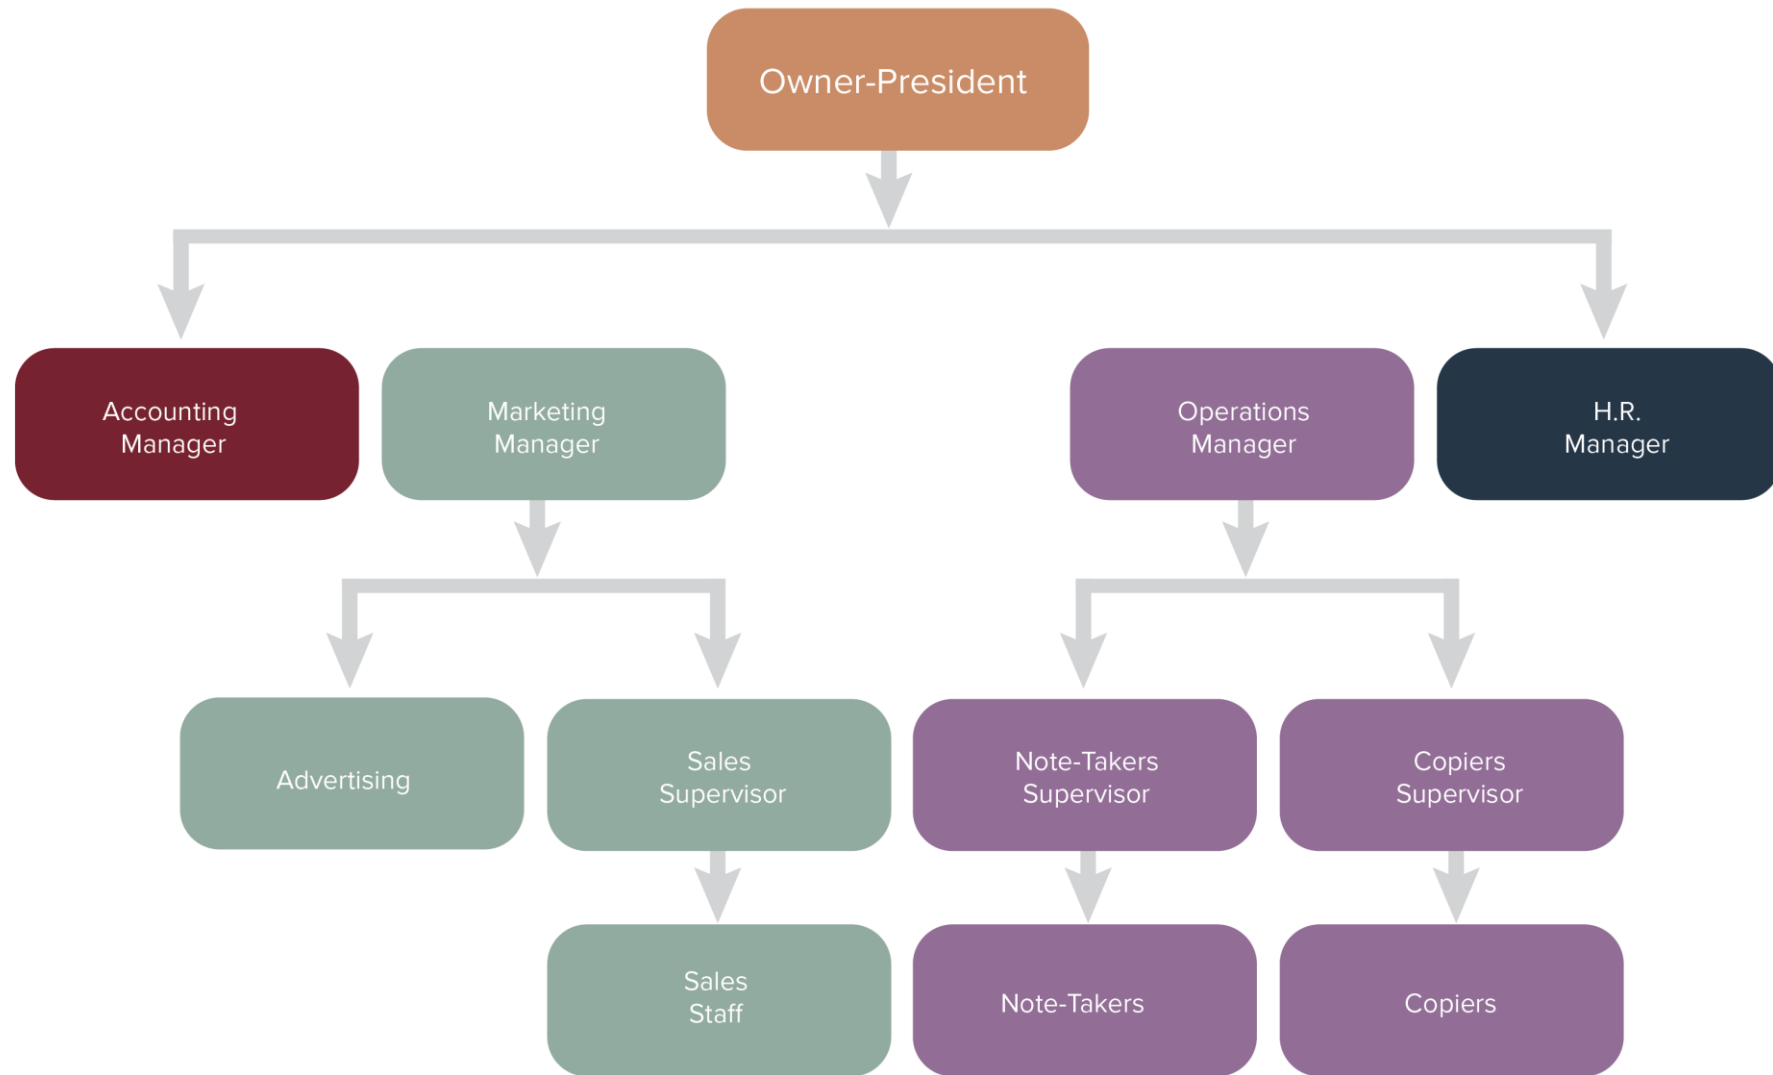 Owner-President
Accounting
Manager
Marketing
Manager
Operations
Manager
H.R.
Manager
Advertising
Sales
Supervisor
Note-Takers
Supervisor
Copiers
Supervisor
Sales
Staff
Note-Takers
Copiers